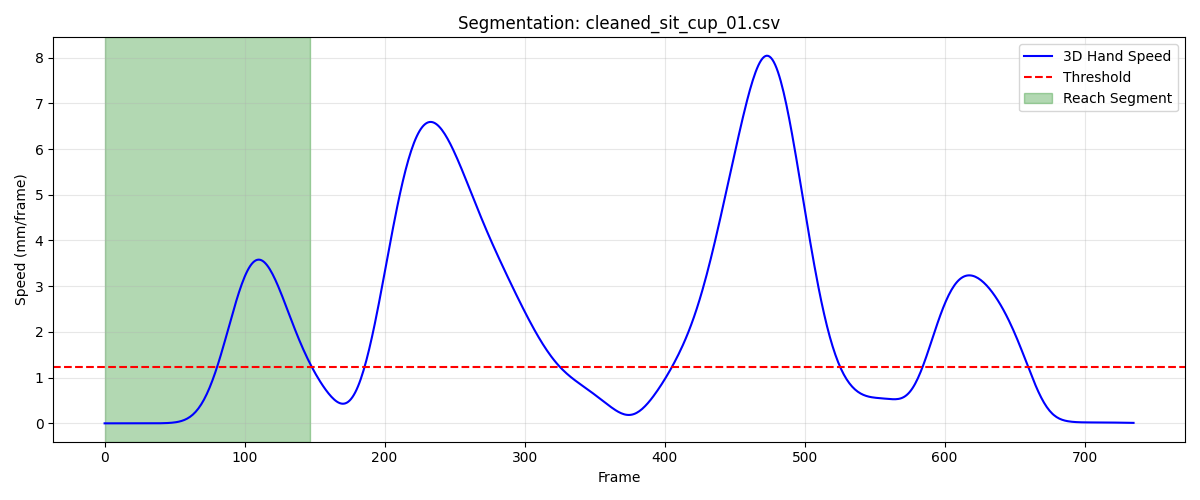 Segmentation: cleaned_sit_cup_01.csv
3D Hand Speed
Threshold
Reach Segment
Speed (mm/frame)
8
7
6
5
4
3
2
1
0
0 100 200 300 400 500 600 700
Frame